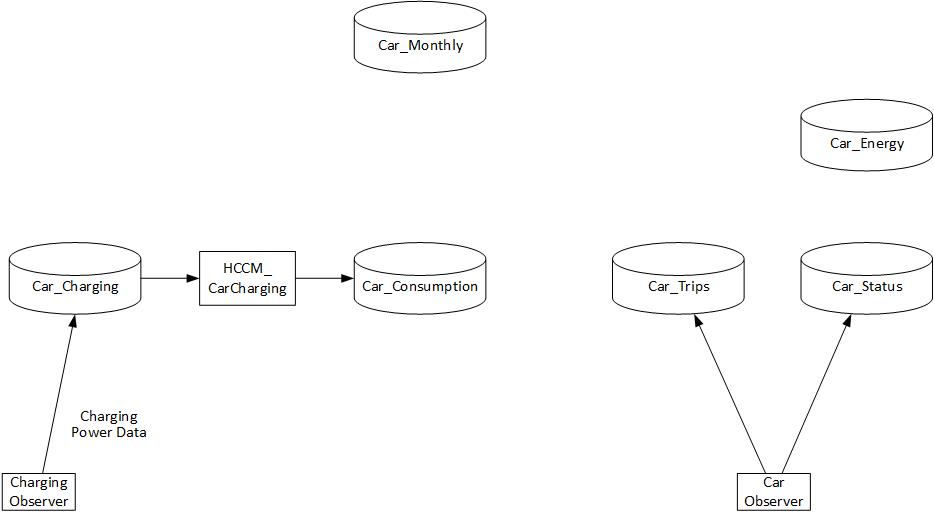 Car_Monthly
Car_Energy
Car_Charging
HCCM_
CarCharging
Car_Consumption
Car_Trips
Car_Status
Charging
Power Data
Charging
Observer
Car
Observer